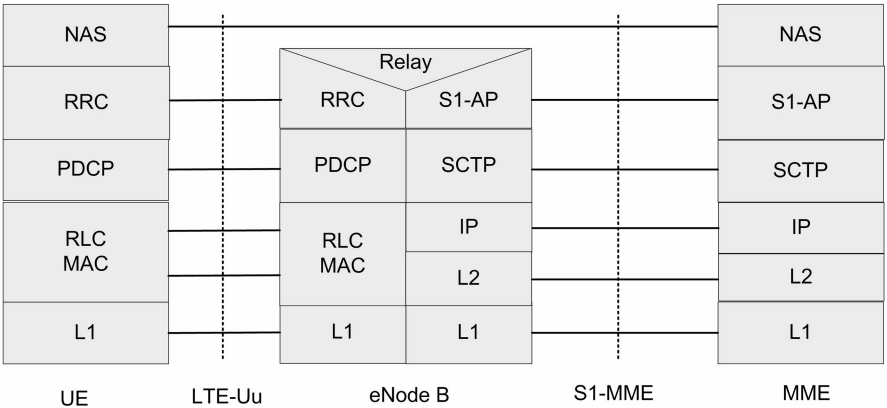 NAS
NAS
Relay
RRC
RRC
S1-AP
S1-AP
PDCP
PDCP
SCTP
SCTP
RLC
MAC
RLC
MAC
IP
IP
L2
L2
L1
L1
L1
L1
UE
LTE-Uu
eNode B
S1-MME
MME